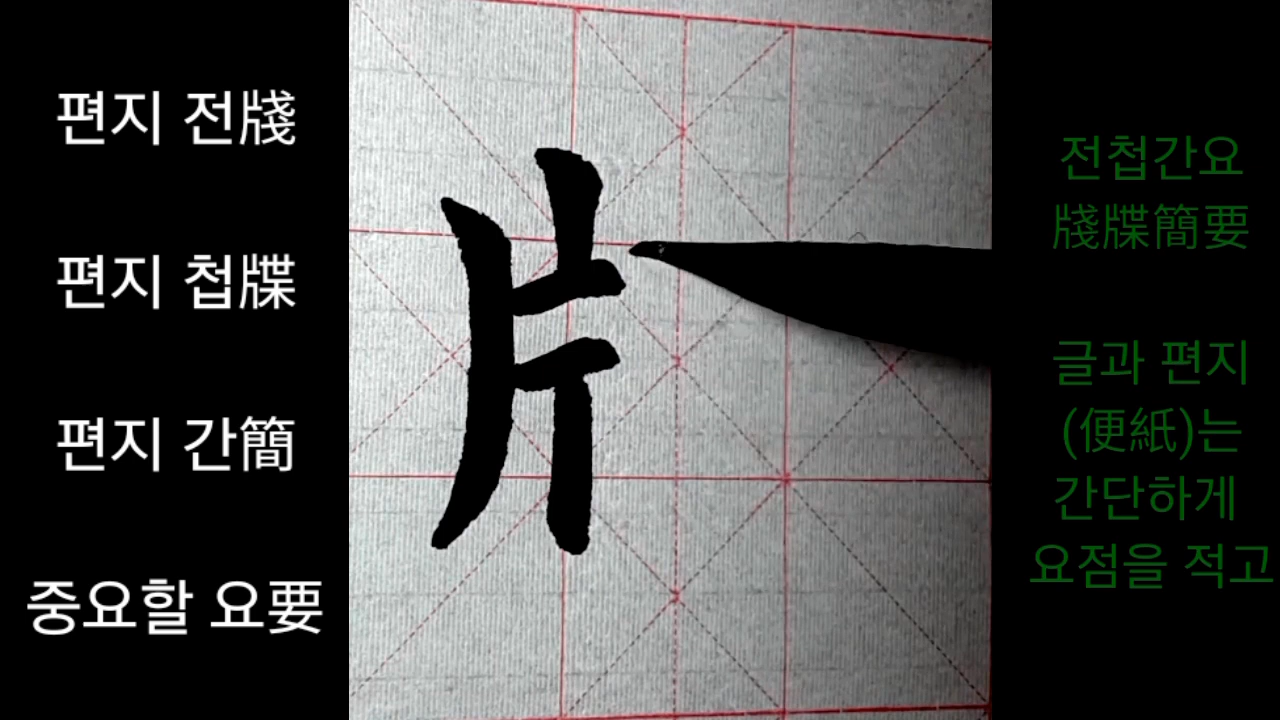 편지 전牋
편지 첩牒
편지 간簡
중요할 요要
片
전첩간요
牋牒簡要
글과 편지
(便紙)는
간단하게
요점을 적고